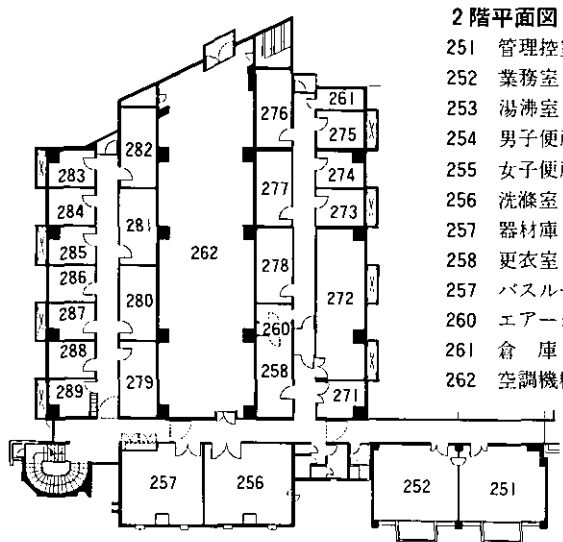 2階平面図
251 管理控
252 業務室
253 湯沸室
254 男子便
255 女子便
256 洗滌室
257 器材庫
258 更衣室
257 バスル
260 エアー
261 倉 庫
262 空調機
276
261
275
282
283
277
274
284
273
281
262
285
278
286
272
280
260
287
288
258
279
271
289
257
256
252
251